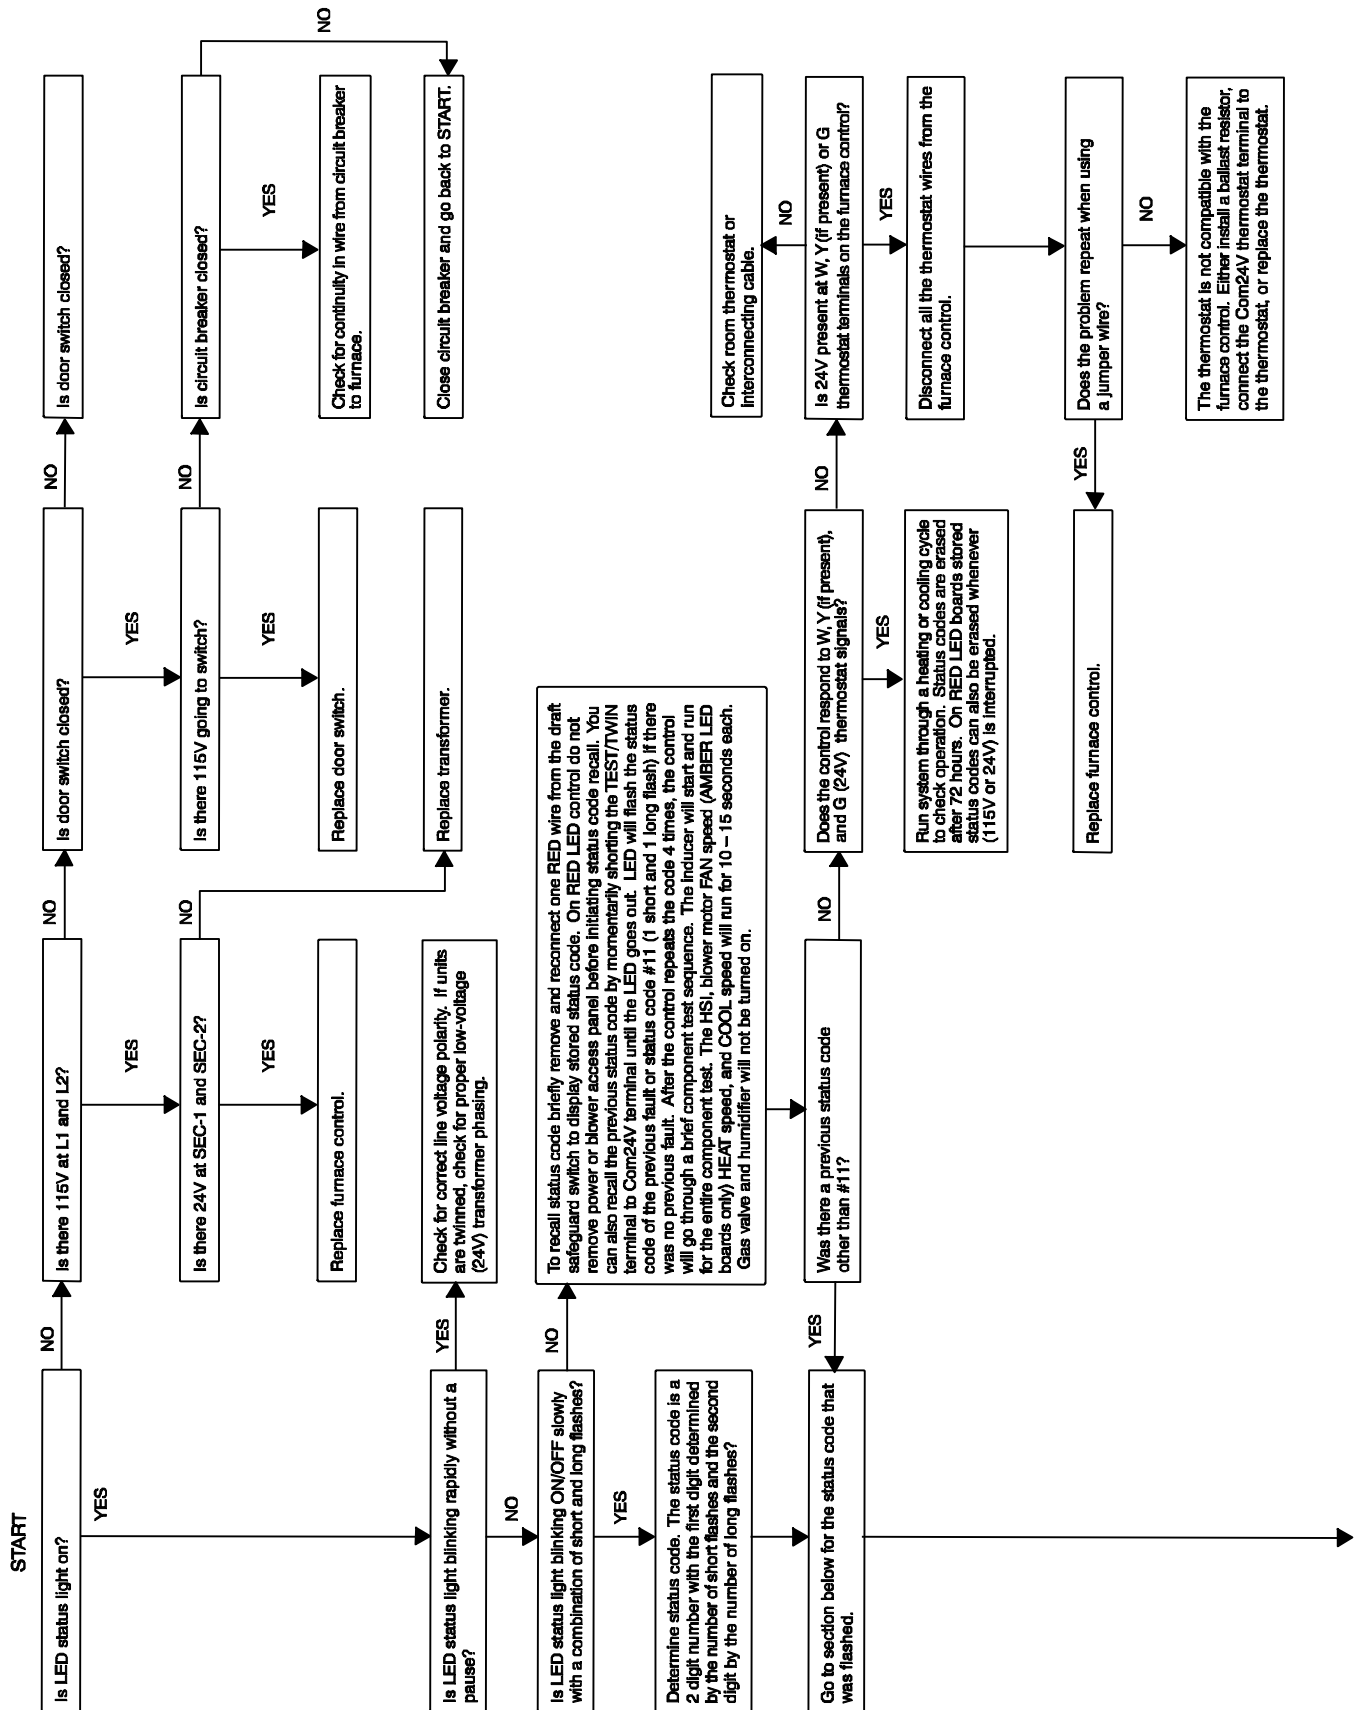 START
Is LED status light on?
NO
Is there 115V at L1 and L2?
NO
Is door switch closed?
NO
Is door switch closed?
YES
YES
YES
Is there 24V at SEC-1 and SEC-2?
NO
Is there 115V going to switch?
NO
Is circuit breaker closed?
NO
YES
YES
YES
Replace furnace control.
Replace door switch.
Check for continuity in wire from circuit breaker
to furnace.
Replace transformer.
Close circuit breaker and go back to START.
Is LED status light blinking rapidly without a
pause?
YES
Check for correct line voltage polarity. If units
are twinned, check for proper low-voltage
(24V) transformer phasing.
NO
Is LED status light blinking ON/OFF slowly
with a combination of short and long flashes?
NO
To recall status code briefly remove and reconnect one RED wire from the draft
safeguard switch to display stored status code. On RED LED control do not
remove power or blower access panel before initiating status code recall. You
can also recall the previous status code by momentarily shorting the TEST/TWIN
terminal to Com24V terminal until the LED goes out. LED will flash the status
code of the previous fault or status code #11 (1 short and 1 long flash) if there
was no previous fault. After the control repeats the code 4 times, the control
will go through a brief component test sequence. The inducer will start and run
for the entire component test. The HSI, blower motor FAN speed (AMBER LED
boards only) HEAT speed, and COOL speed will run for 10 – 15 seconds each.
Gas valve and humidifier will not be turned on.
YES
Determine status code. The status code is a
2 digit number with the first digit determined
by the number of short flashes and the second
digit by the number of long flashes?
Go to section below for the status code that
was flashed.
YES
Was there a previous status code
other than #11?
NO
Does the control respond to W, Y (if present),
and G (24V) thermostat signals?
NO
Is 24V present at W, Y (if present) or G
thermostat terminals on the furnace control?
NO
Check room thermostat or
interconnecting cable.
YES
Run system through a heating or cooling cycle
to check operation. Status codes are erased
after 72 hours. On RED LED boards stored
status codes can also be erased whenever
(115V or 24V) is interrupted.
YES
Disconnect all the thermostat wires from the
furnace control.
Does the problem repeat when using
a jumper wire?
YES
Replace furnace control.
NO
The thermostat is not compatible with the
furnace control. Either install a ballast resistor,
connect the Com24V thermostat terminal to
the thermostat, or replace the thermostat.